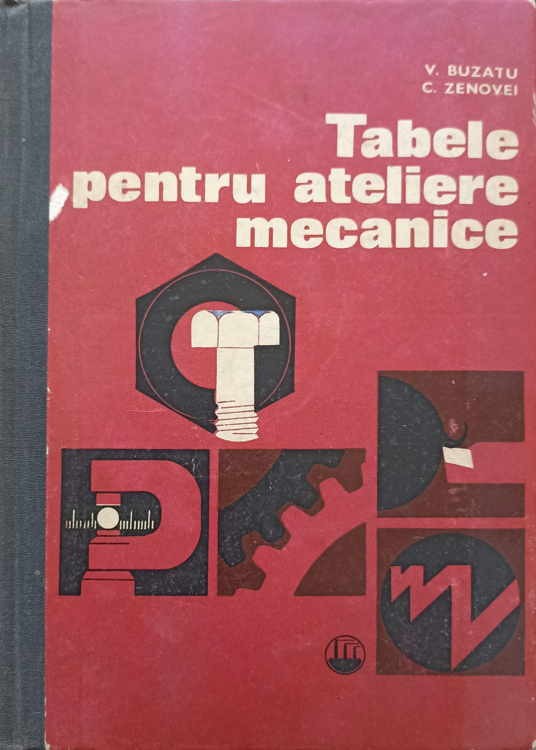 V. BUZATU
C. ZENOVEI
Tabele
pentru ateliere
mecanice